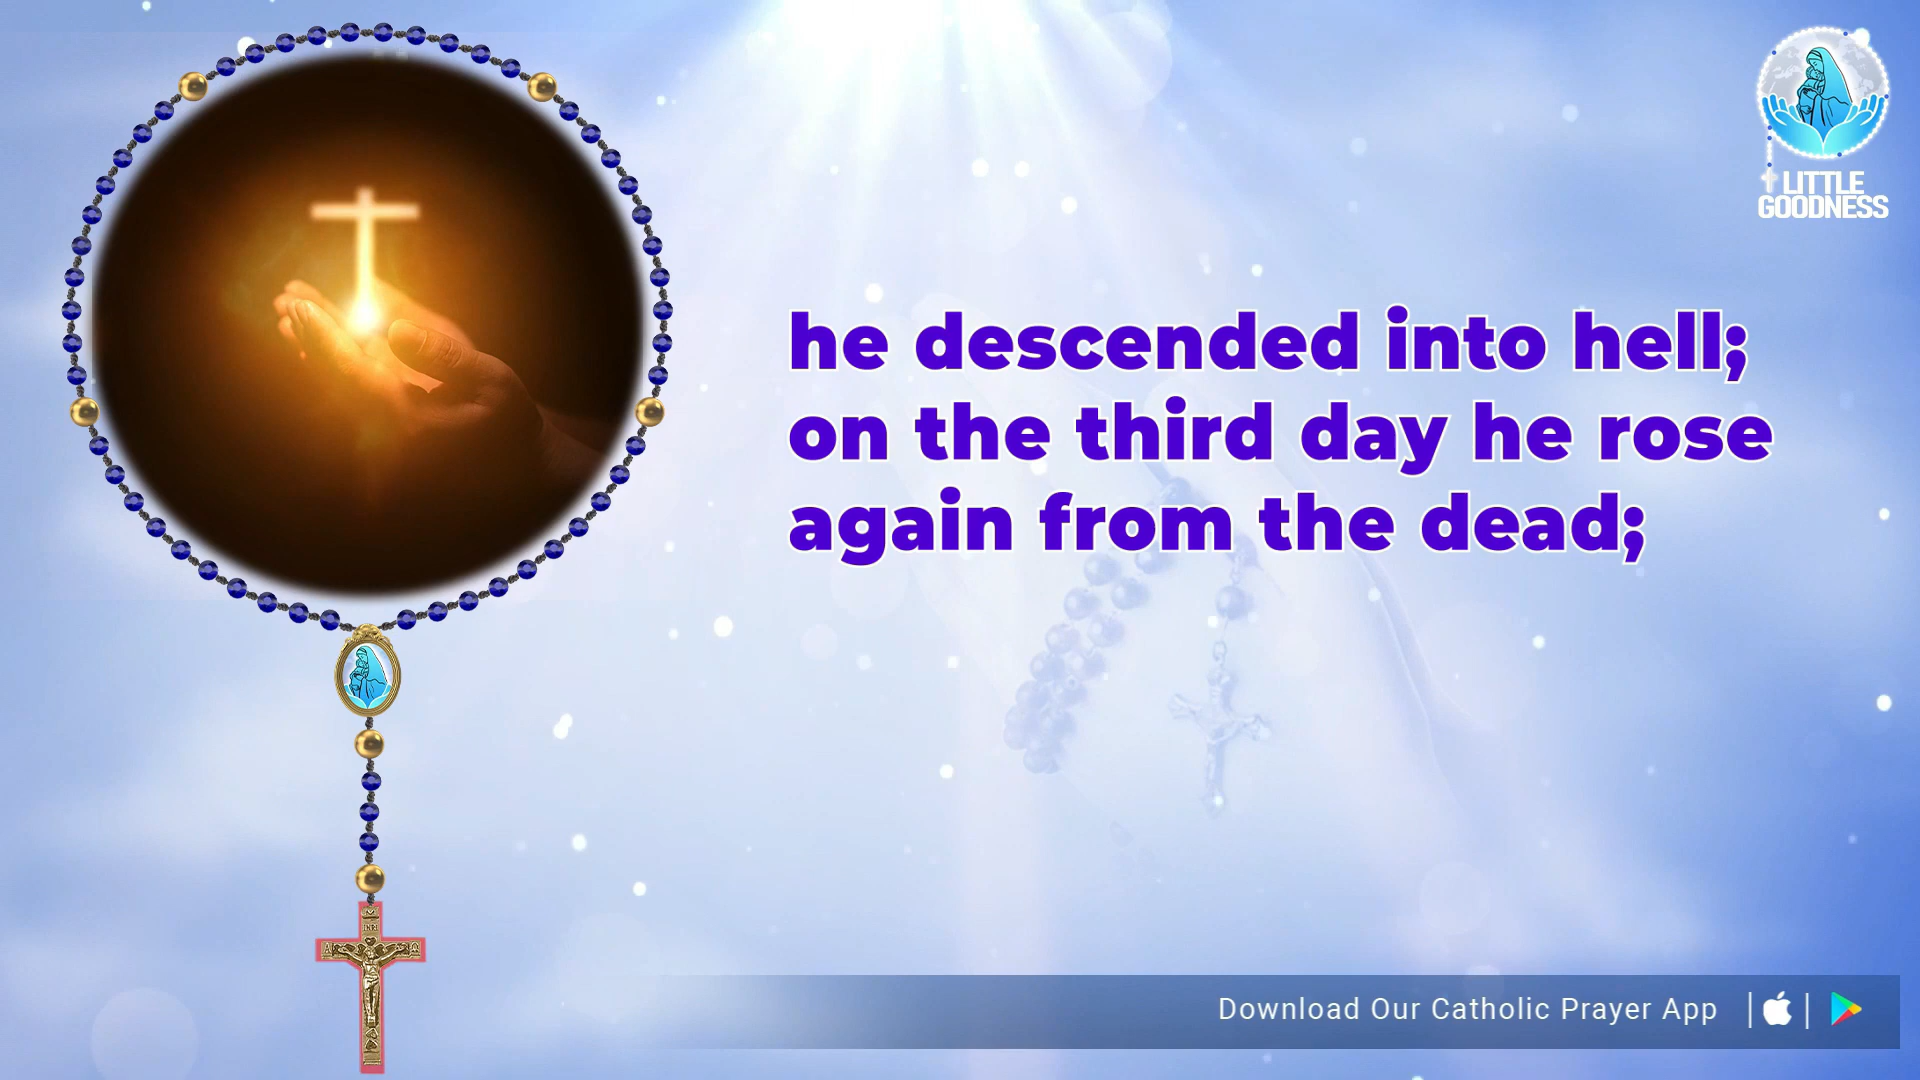 LITTLE
GOODNESS
he descended into hell;
on the third day he rose
again from the dead;
INRI
A Ω
Download Our Catholic Prayer App